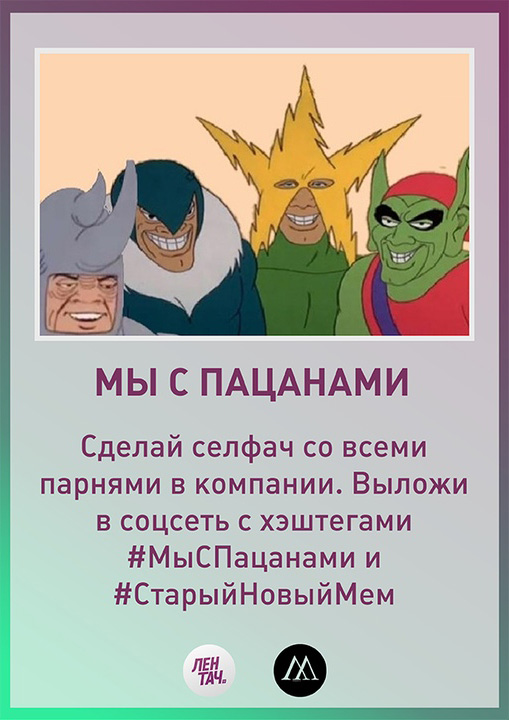 МЫ С ПАЦАНАМИ
Сделай селфач со всеми
парнями в компании. Выложи
в соцсеть с хэштегами
#МыСПацанами и
#СтарыйНовыйМем
ЛЕН
ТАЧ.